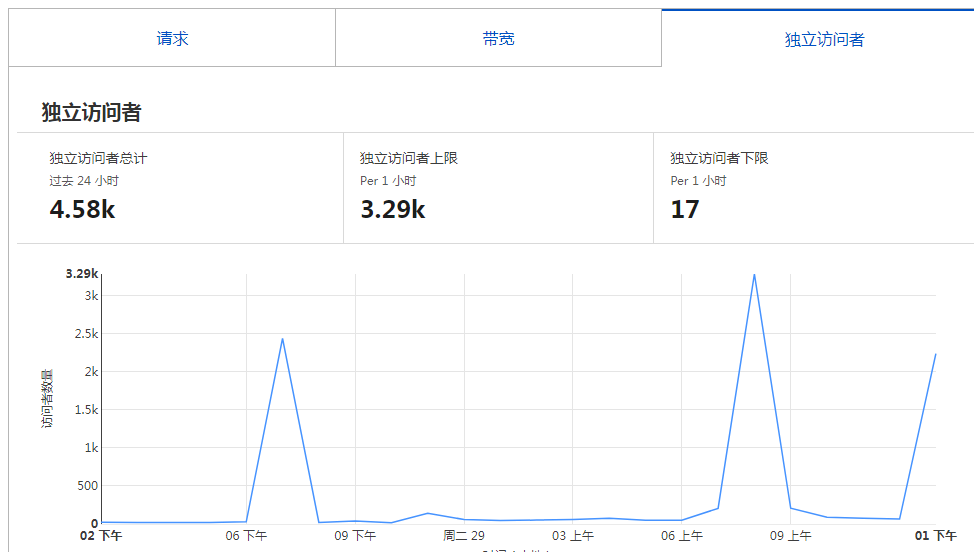 请求
带宽
独立访问者
独立访问者
独立访问者总计
过去 24 小时
4.58k
独立访问者上限
Per 1 小时
3.29k
独立访问者下限
Per 1 小时
17
访问者数量
3.29k
3k
2.5k
2k
1.5k
1k
500
0
02 下午
06 下午
09 下午
周二 29
03 上午
06 上午
09 上午
01 下午